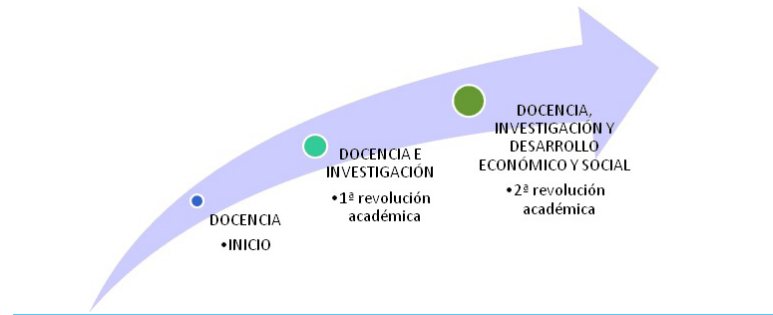 DOCENCIA
•INICIO
DOCENCIA E
INVESTIGACIÓN
•1ª revolución
académica
DOCENCIA,
INVESTIGACIÓN Y
DESARROLLO
ECONÓMICO Y SOCIAL
•2ª revolución
académica